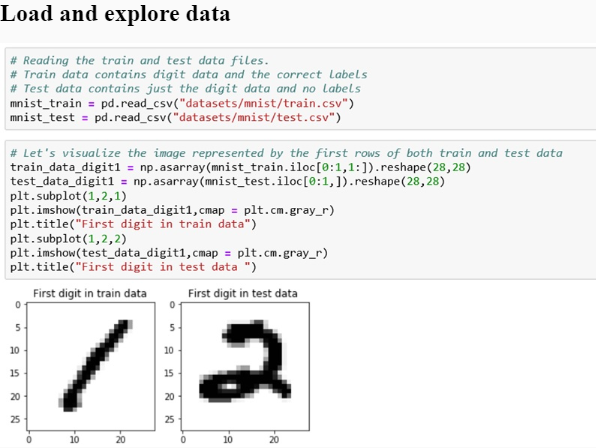 Load and explore data
# Reading the train and test data files.
# Train data contains digit data and the correct labels
# Test data contains just the digit data and no labels
mnist_train = pd.read_csv("datasets/mnist/train.csv")
mnist_test = pd.read_csv("datasets/mnist/test.csv")
# Let's visualize the image represented by the first rows of both train and test data
train_data_digit1 = np.asarray(mnist_train.iloc[0:1,1:]).reshape(28,28)
test_data_digit1 = np.asarray(mnist_test.iloc[0:1,]).reshape(28,28)
plt.subplot(1,2,1)
plt.imshow(train_data_digit1,cmap = plt.cm.gray_r)
plt.title("First digit in train data")
plt.subplot(1,2,2)
plt.imshow(test_data_digit1,cmap = plt.cm.gray_r)
plt.title("First digit in test data ")
First digit in train data First digit in test data
0 0
5 5
10 10
15 15
20 20
25 25
0 10 20 0 10 20
1 2